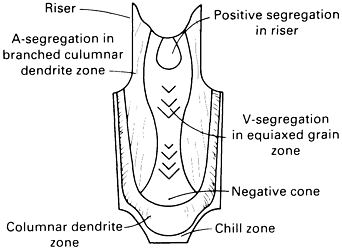 Riser
Positive segregation
in riser
A-segregation in
branched culumnar
dendrite zone
V-segregation
in equiaxed grain
zone
Negative cone
Columnar dendrite
zone
Chill zone